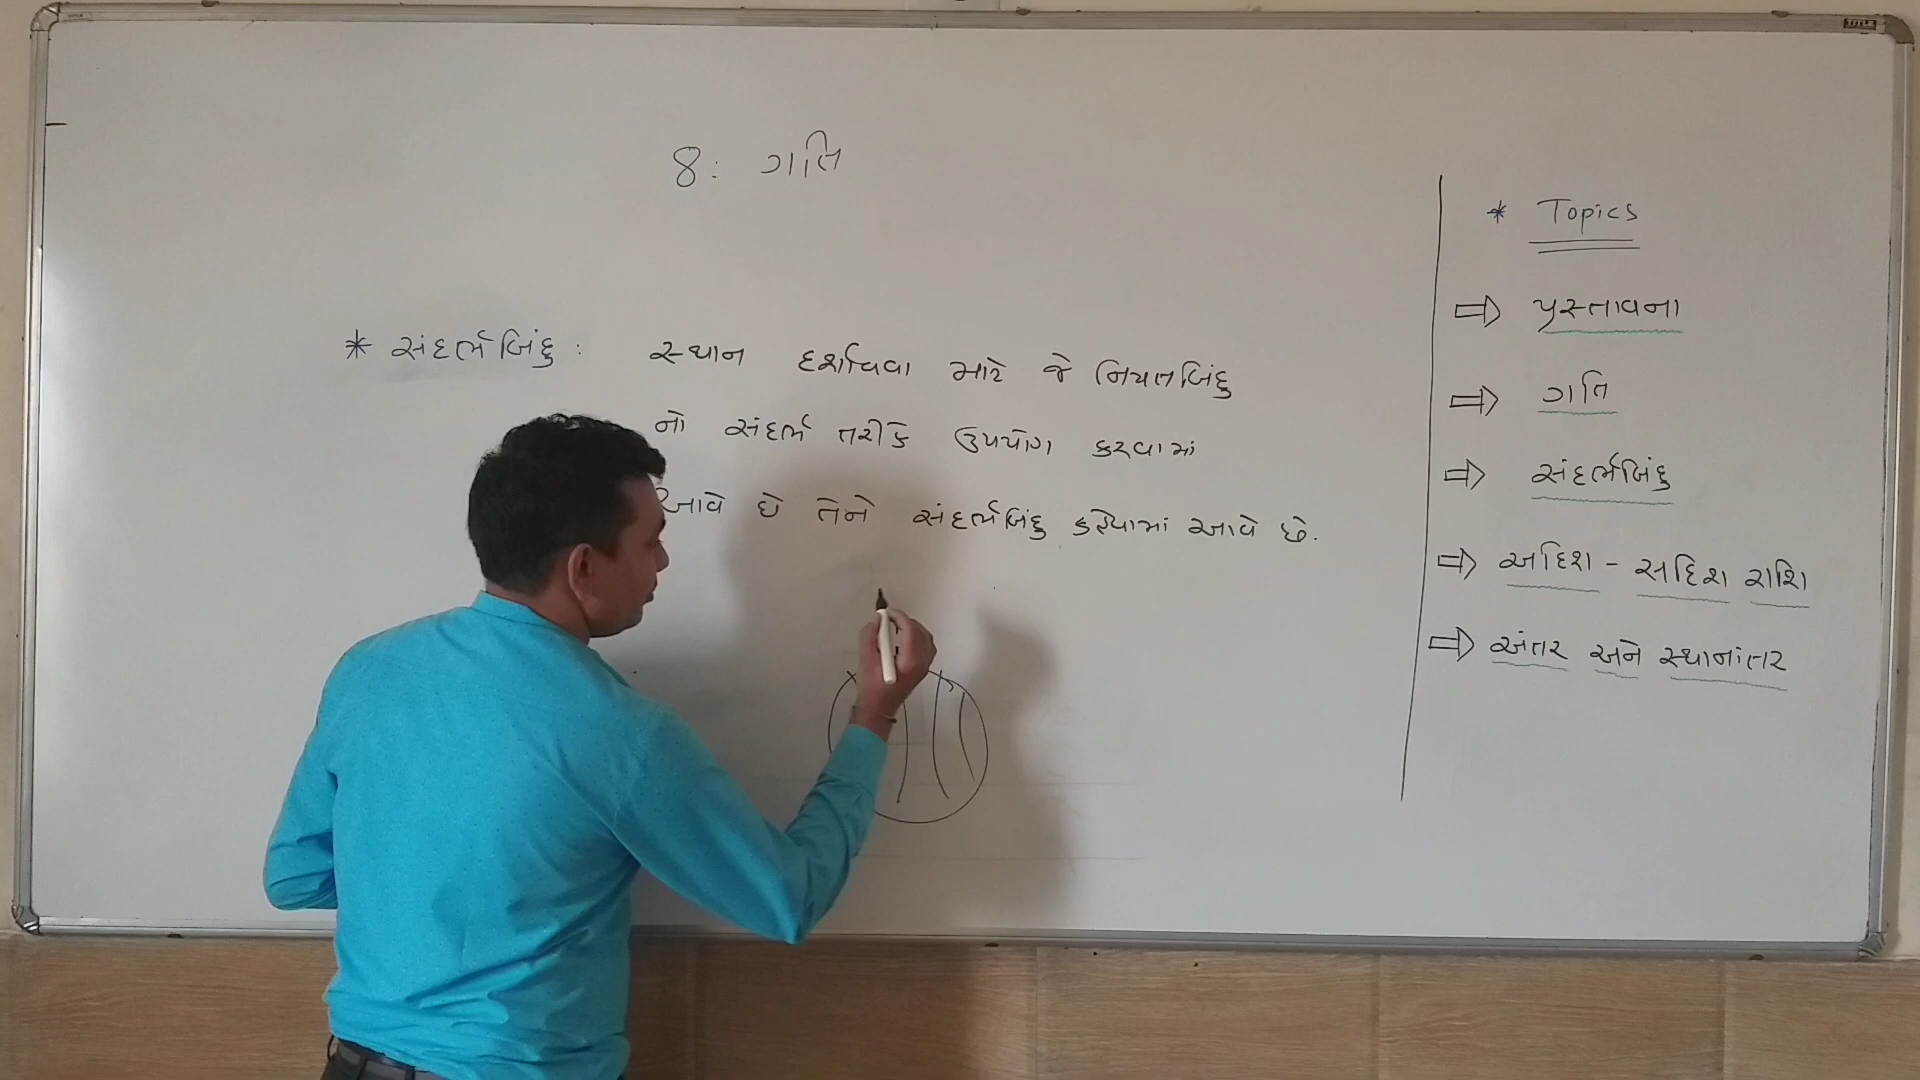 8: ગતિ
* સંદર્ભબિંદુ: સ્થાન દર્શાવવા માટે જે નિયતબિંદુ
નો સંદર્ભ તરીકે ઉપયોગ કરવામાં
આવે છે તેને સંદર્ભબિંદુ કહેવામાં આવે છે.
* Topics
⇒ પ્રસ્તાવના
⇒ ગતિ
⇒ સંદર્ભબિંદુ
⇒ અદિશ - સદિશ રાશિ
⇒ અંતર અને સ્થાનાંતર